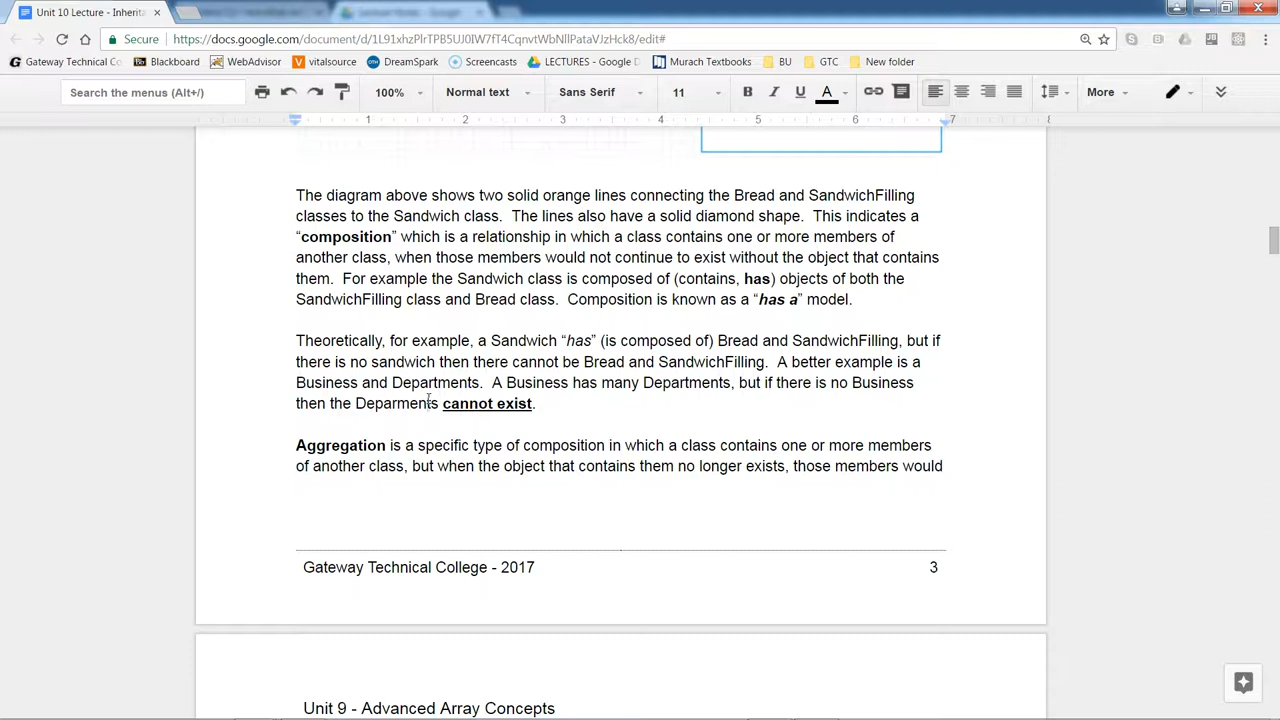 Unit 10 Lecture - Inherita
Secure https://docs.google.com/document/d/1L91xhzPlrTPB5UJ0IW7fT4CqnvtWbNllPataVJzHck8/edit#
Gateway Technical Co Blackboard WebAdvisor vitalsource DreamSpark Screencasts LECTURES - Google D Murach Textbooks BU GTC New folder
Search the menus (Alt+/) 100% Normal text Sans Serif 11 B I U A More
1 2 3 4 5 6 7
The diagram above shows two solid orange lines connecting the Bread and SandwichFilling
classes to the Sandwich class. The lines also have a solid diamond shape. This indicates a
“composition” which is a relationship in which a class contains one or more members of
another class, when those members would not continue to exist without the object that contains
them. For example the Sandwich class is composed of (contains, has) objects of both the
SandwichFilling class and Bread class. Composition is known as a “has a” model.
Theoretically, for example, a Sandwich “has” (is composed of) Bread and SandwichFilling, but if
there is no sandwich then there cannot be Bread and SandwichFilling. A better example is a
Business and Departments. A Business has many Departments, but if there is no Business
then the Deparments cannot exist.
Aggregation is a specific type of composition in which a class contains one or more members
of another class, but when the object that contains them no longer exists, those members would
Gateway Technical College - 2017 3
Unit 9 - Advanced Array Concepts